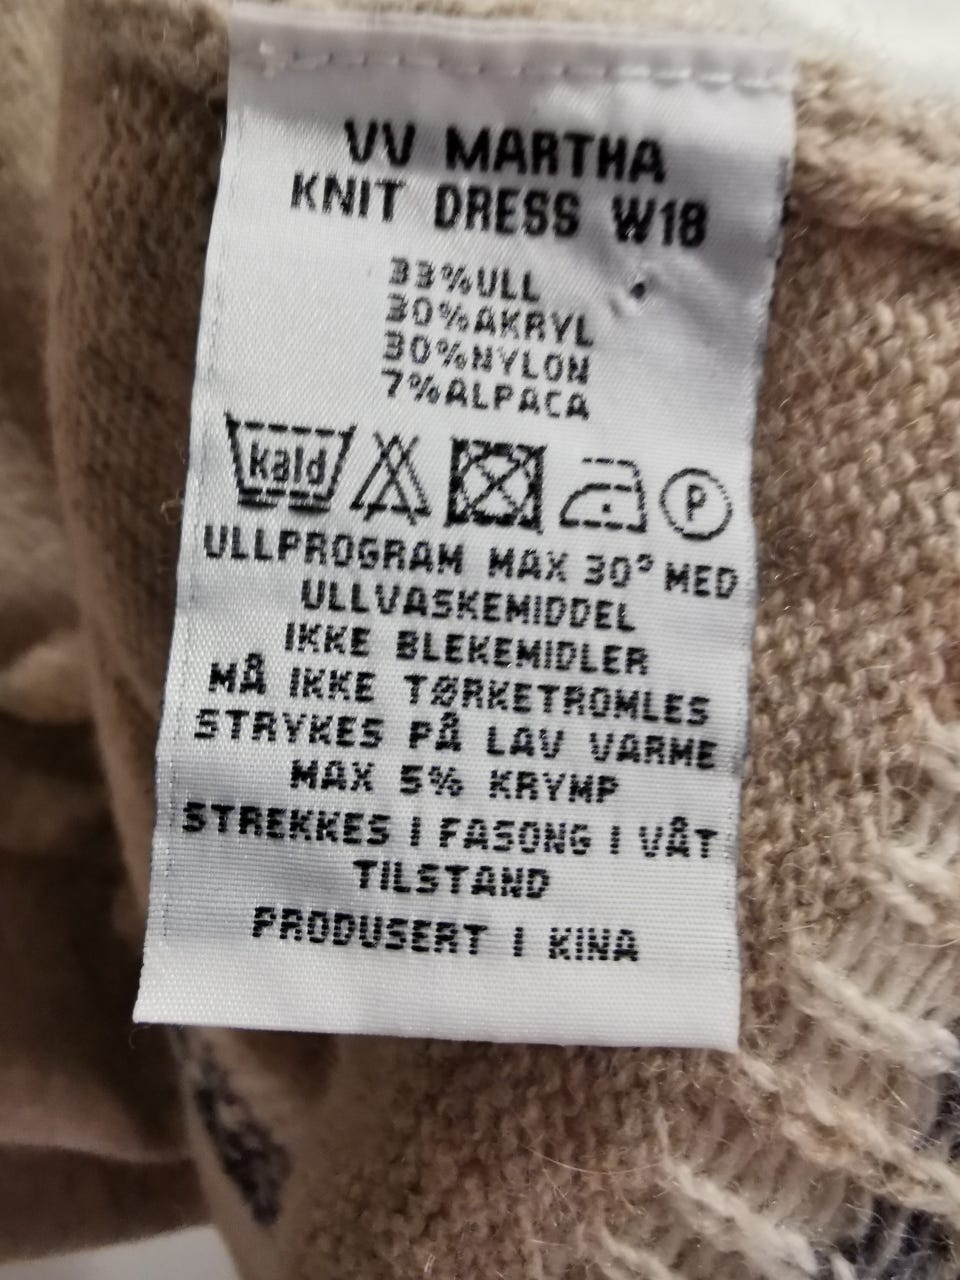 VV MARTHA
KNIT DRESS W18
33%ULL
30%AKRYL
30%NYLON
7%ALPACA
kald P
ULLPROGRAM MAX 30° MED
ULLVASKEMIDDEL
IKKE BLEKEMIDLER
MÅ IKKE TØRKETROMLES
STRYKES PÅ LAV VARME
MAX 5% KRYMP
STREKKES I FASONG I VÅT
TILSTAND
PRODUSERT I KINA